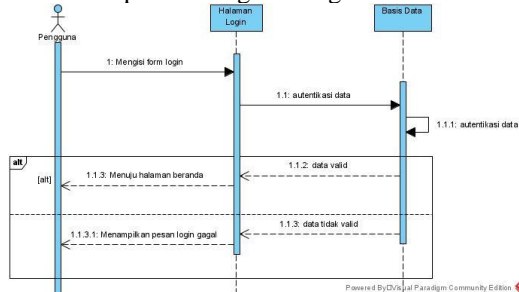 Pengguna
Halaman
Login
Basis Data
1: Mengisi form login
1.1: autentikasi data
1.1.1: autentikasi data
alt
[alt]
1.1.2: data valid
1.1.3: Menuju halaman beranda
1.1.3: data tidak valid
1.1.3.1: Menampilkan pesan login gagal
Powered By Visual Paradigm Community Edition